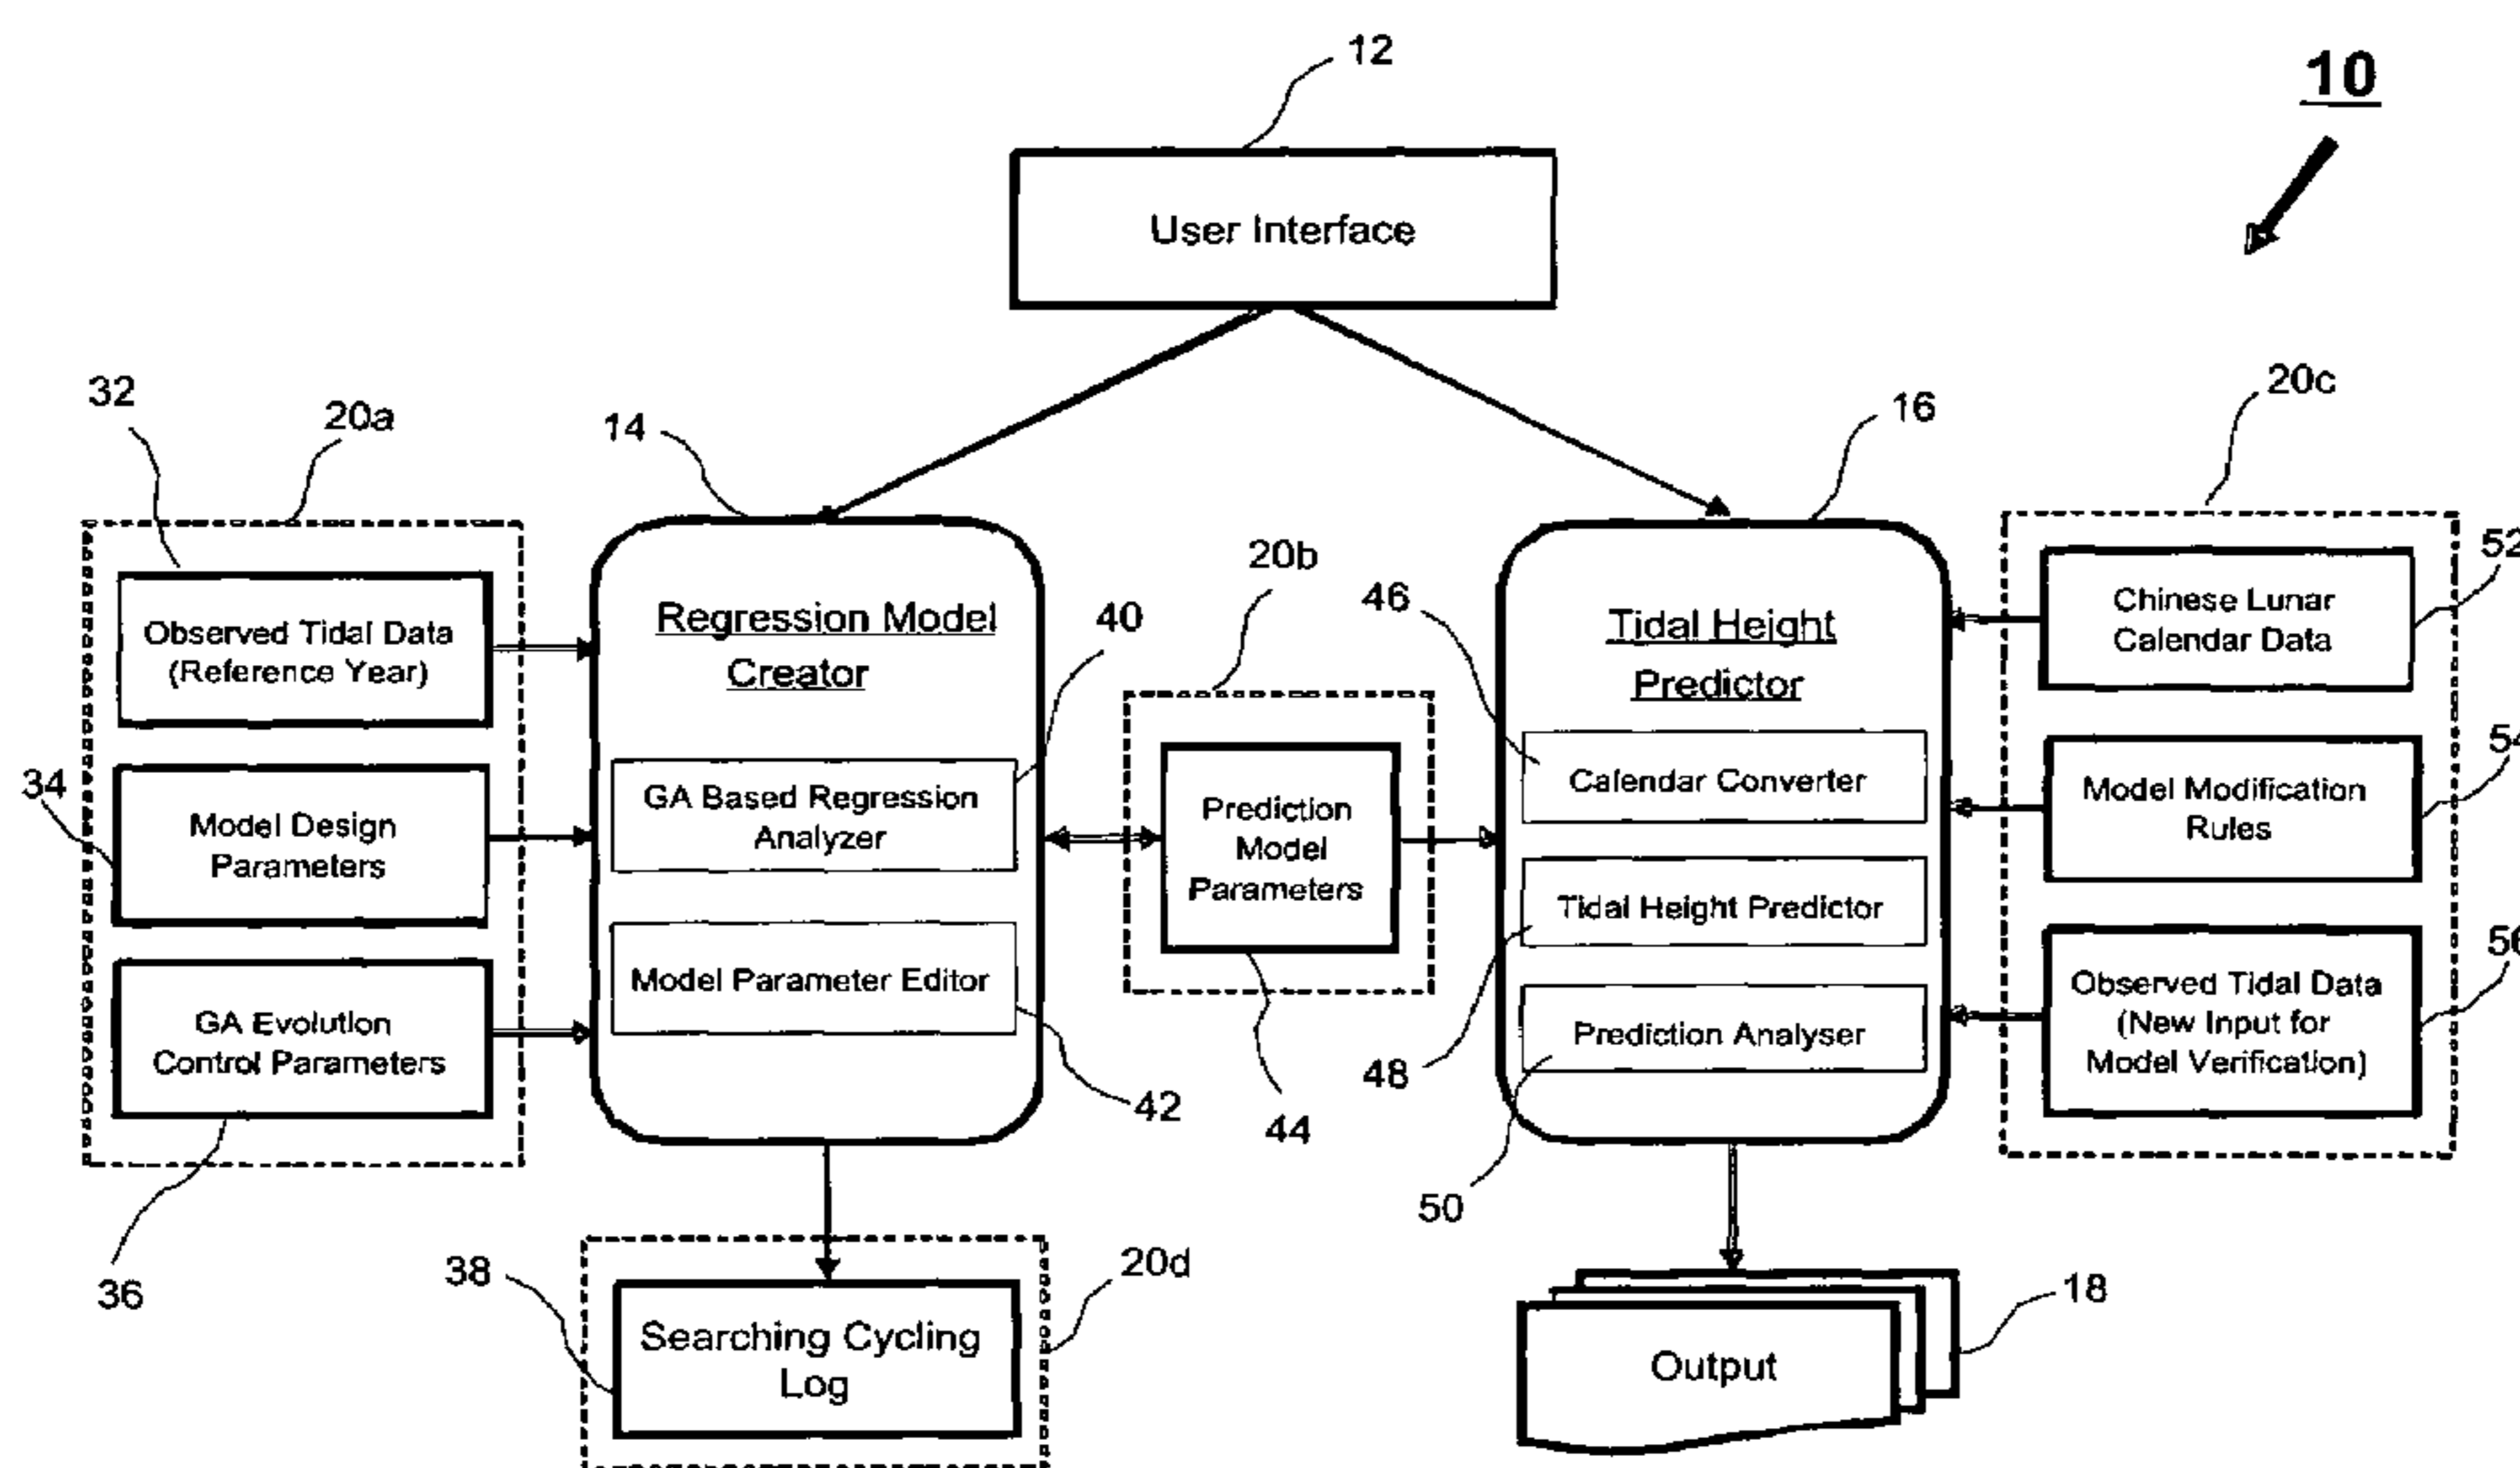 12
10
User Interface
32
20a
14
16
20c
Observed Tidal Data
(Reference Year)
Regression Model
Creator
40
20b
46
Tidal Height
Predictor
Chinese Lunar
Calendar Data
52
34
Model Design
Parameters
GA Based Regression
Analyzer
Prediction
Model
Parameters
Calendar Converter
Model Modification
Rules
54
Tidal Height Predictor
GA Evolution
Control Parameters
Model Parameter Editor
42
44
48
Prediction Analyser
Observed Tidal Data
(New Input for
Model Verification)
56
36
50
38
20d
Searching Cycling
Log
Output
18